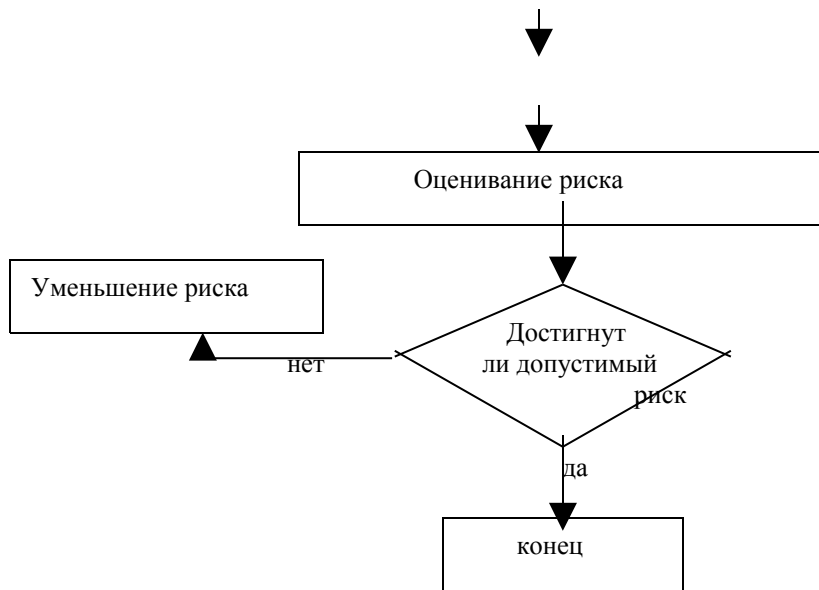 Оценивание риска
Уменьшение риска
Достигнут
ли допустимый
риск
нет
да
конец